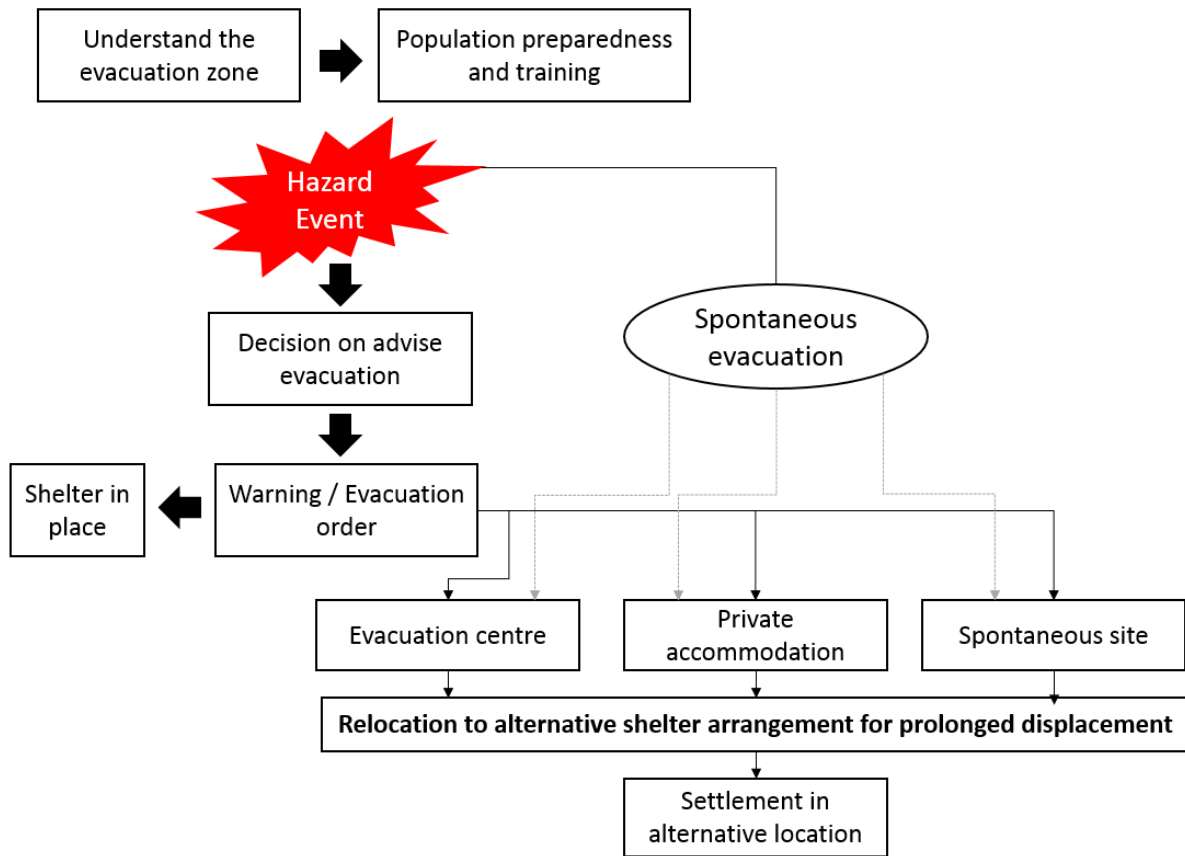 Understand the
evacuation zone
Population preparedness
and training
Hazard
Event
Decision on advise
evacuation
Spontaneous
evacuation
Shelter in
place
Warning / Evacuation
order
Evacuation centre
Private
accommodation
Spontaneous site
Relocation to alternative shelter arrangement for prolonged displacement
Settlement in
alternative location